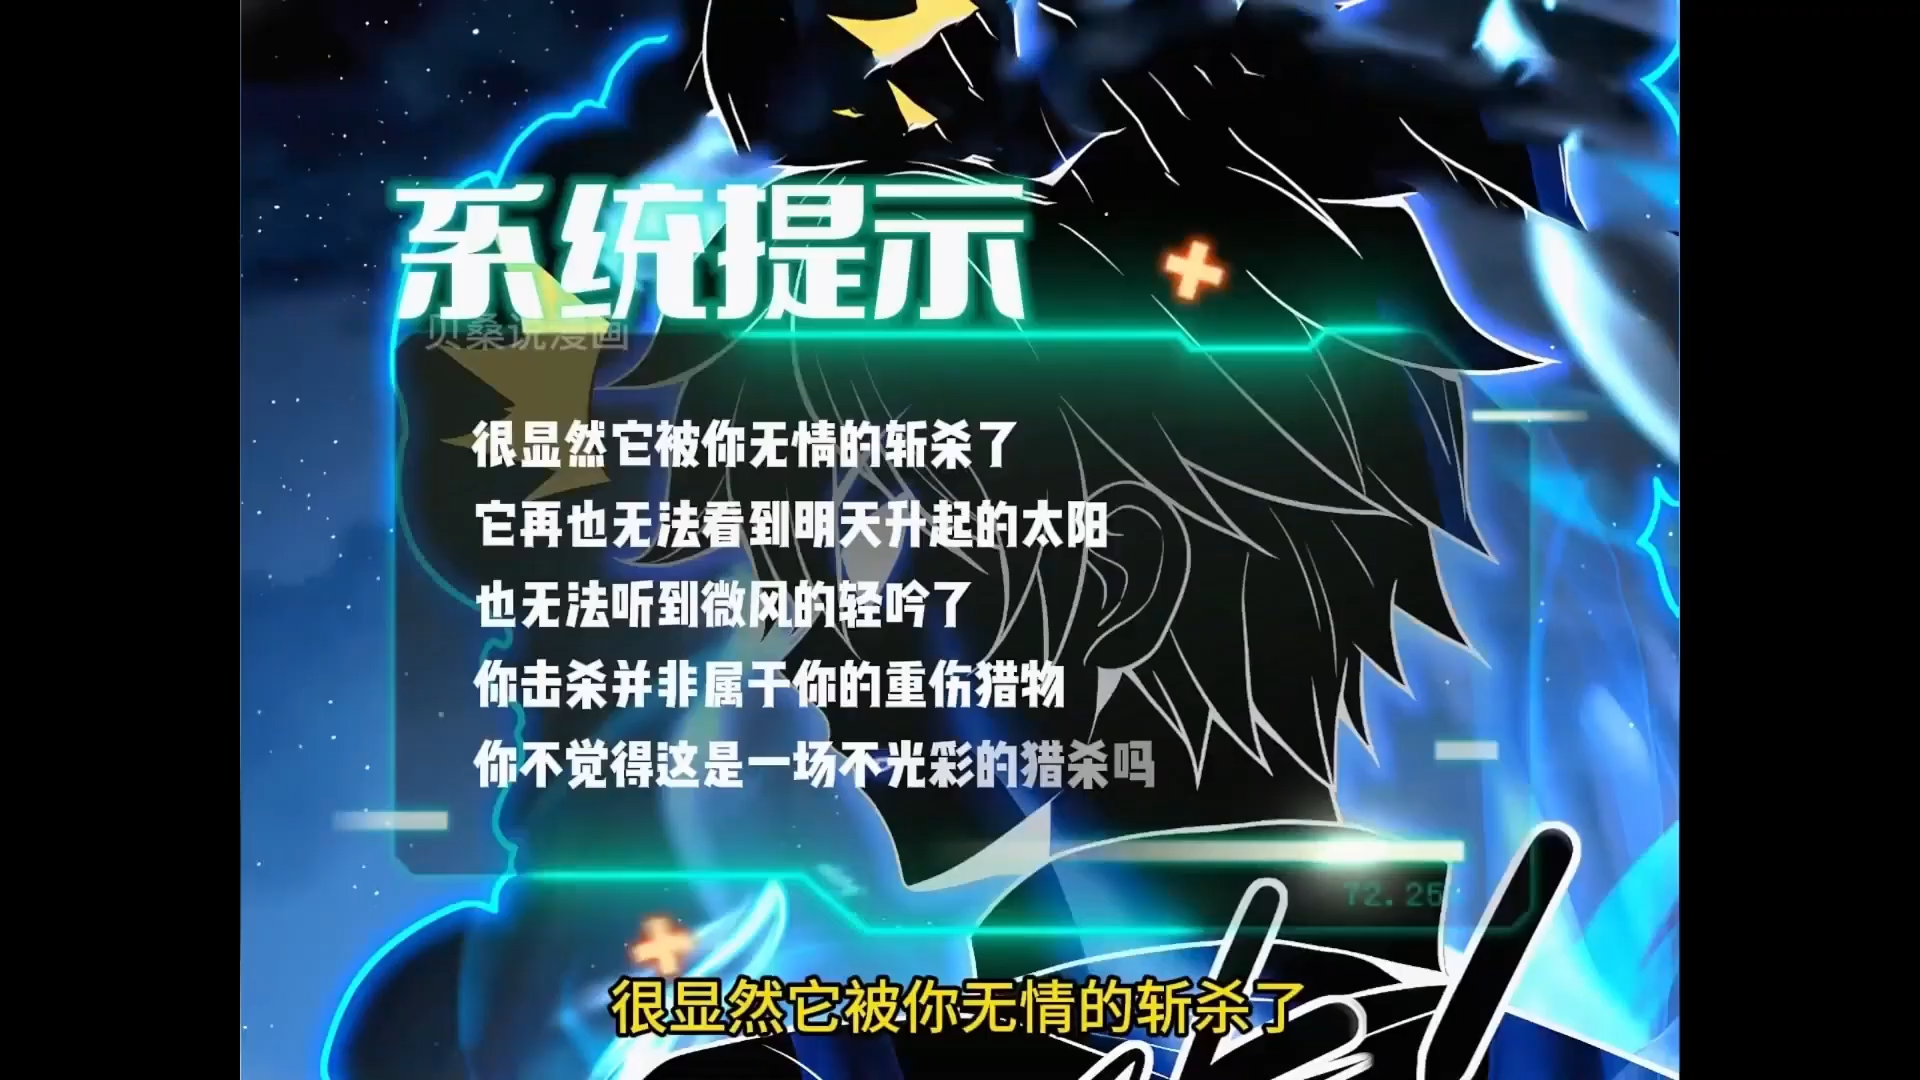 系统提示
贝桑说漫画
很显然它被你无情的斩杀了
它再也无法看到明天升起的太阳
也无法听到微风的轻吟了
你击杀并非属于你的重伤猎物
你不觉得这是一场不光彩的猎杀吗
72.26
很显然它被你无情的斩杀了